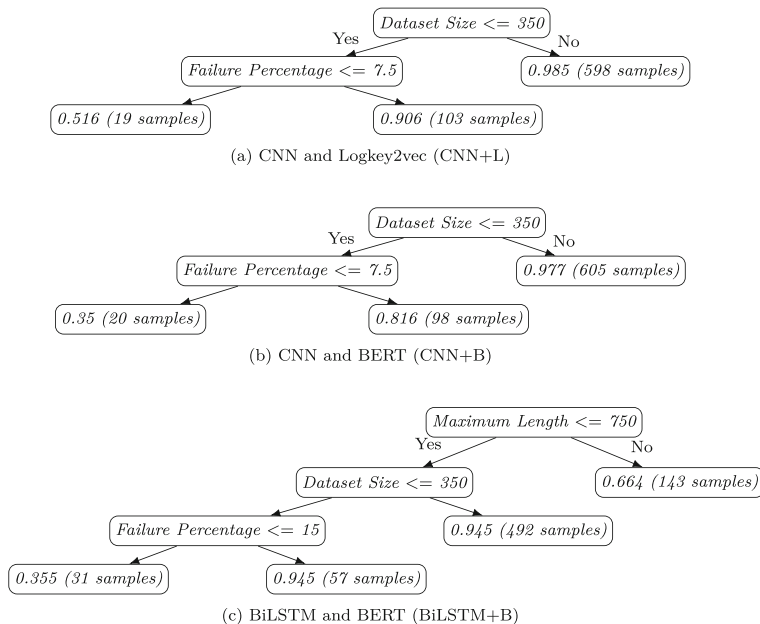 Dataset Size <= 350
Yes
No
Failure Percentage <= 7.5
0.985 (598 samples)
0.516 (19 samples)
0.906 (103 samples)
(a) CNN and Logkey2vec (CNN+L)
Dataset Size <= 350
Yes
No
Failure Percentage <= 7.5
0.977 (605 samples)
0.35 (20 samples)
0.816 (98 samples)
(b) CNN and BERT (CNN+B)
Maximum Length <= 750
Yes
No
Dataset Size <= 350
0.664 (143 samples)
Failure Percentage <= 15
0.945 (492 samples)
0.355 (31 samples)
0.945 (57 samples)
(c) BiLSTM and BERT (BiLSTM+B)